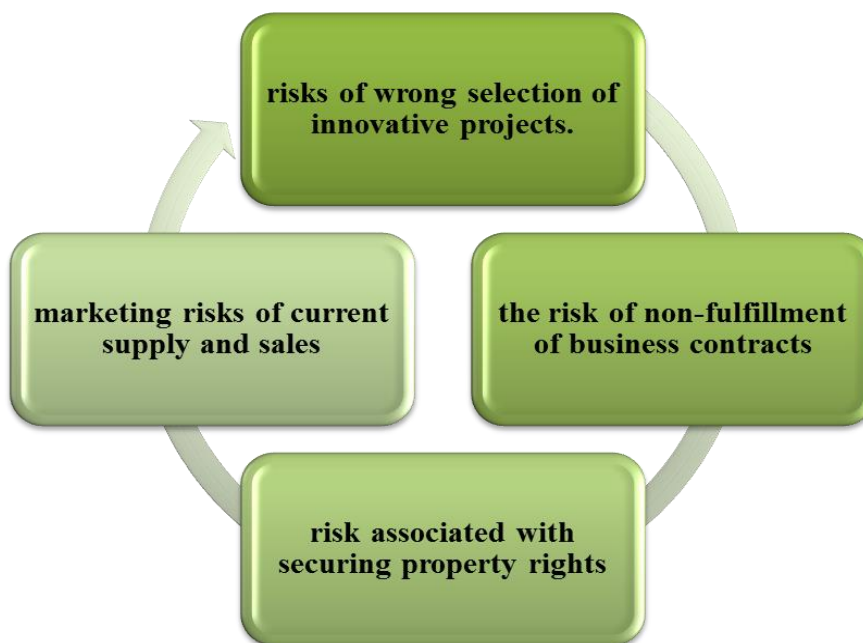 risks of wrong selection of
innovative projects.
the risk of non-fulfillment
of business contracts
risk associated with
securing property rights
marketing risks of current
supply and sales